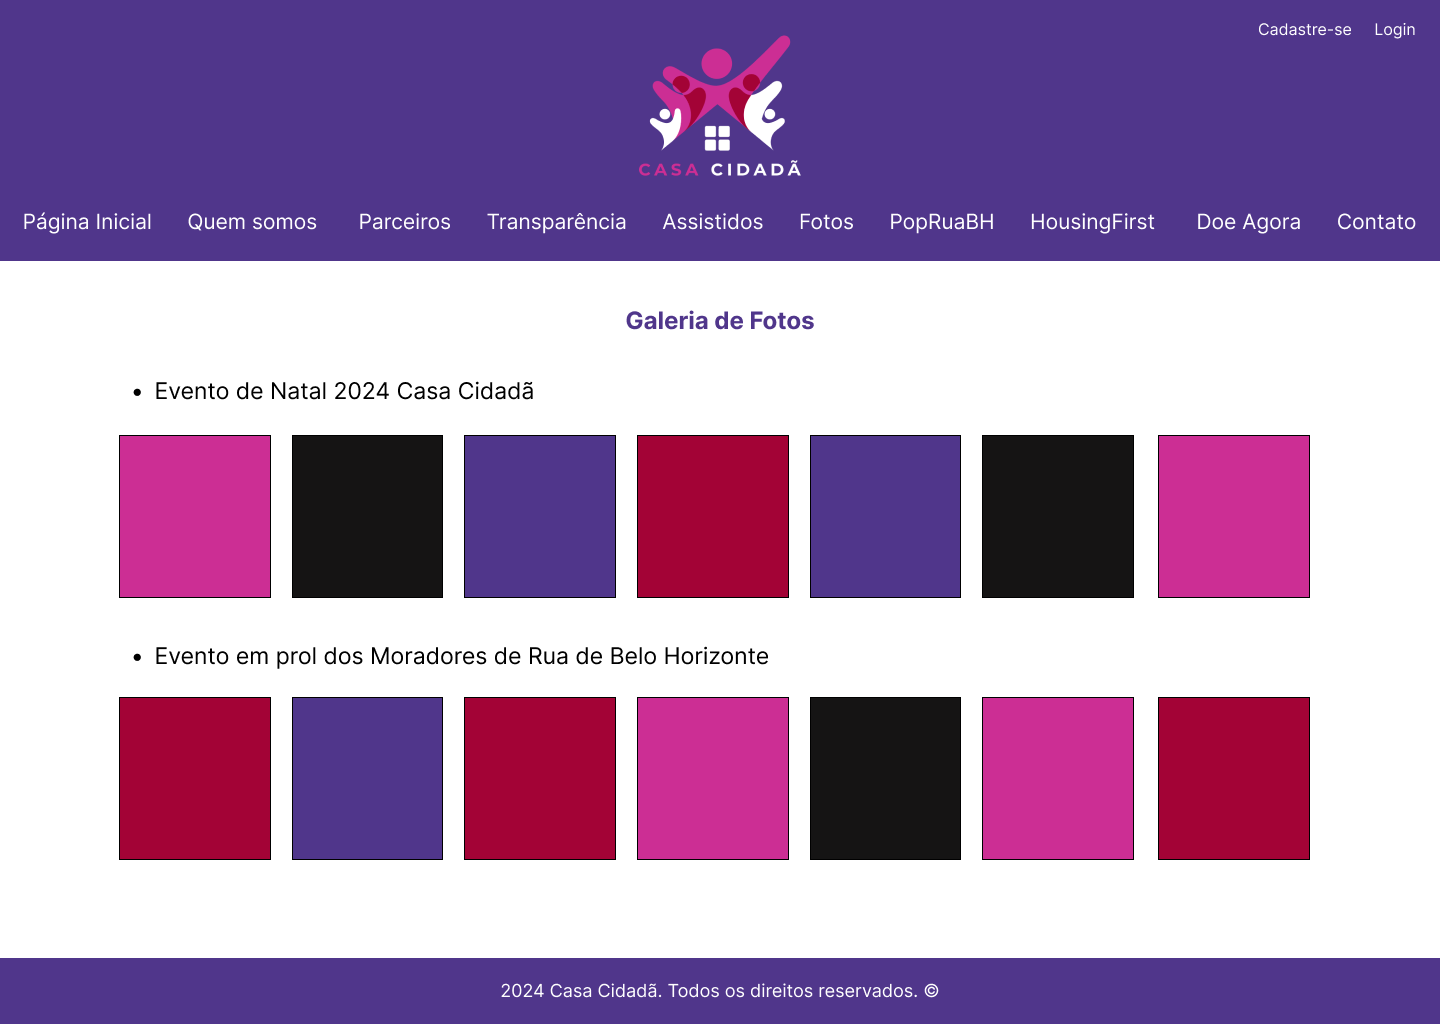 Cadastre-se Login
CASA CIDADÃ
Página Inicial Quem somos Parceiros Transparência Assistidos Fotos PopRuaBH HousingFirst Doe Agora Contato
Galeria de Fotos
• Evento de Natal 2024 Casa Cidadã
• Evento em prol dos Moradores de Rua de Belo Horizonte
2024 Casa Cidadã. Todos os direitos reservados. ©